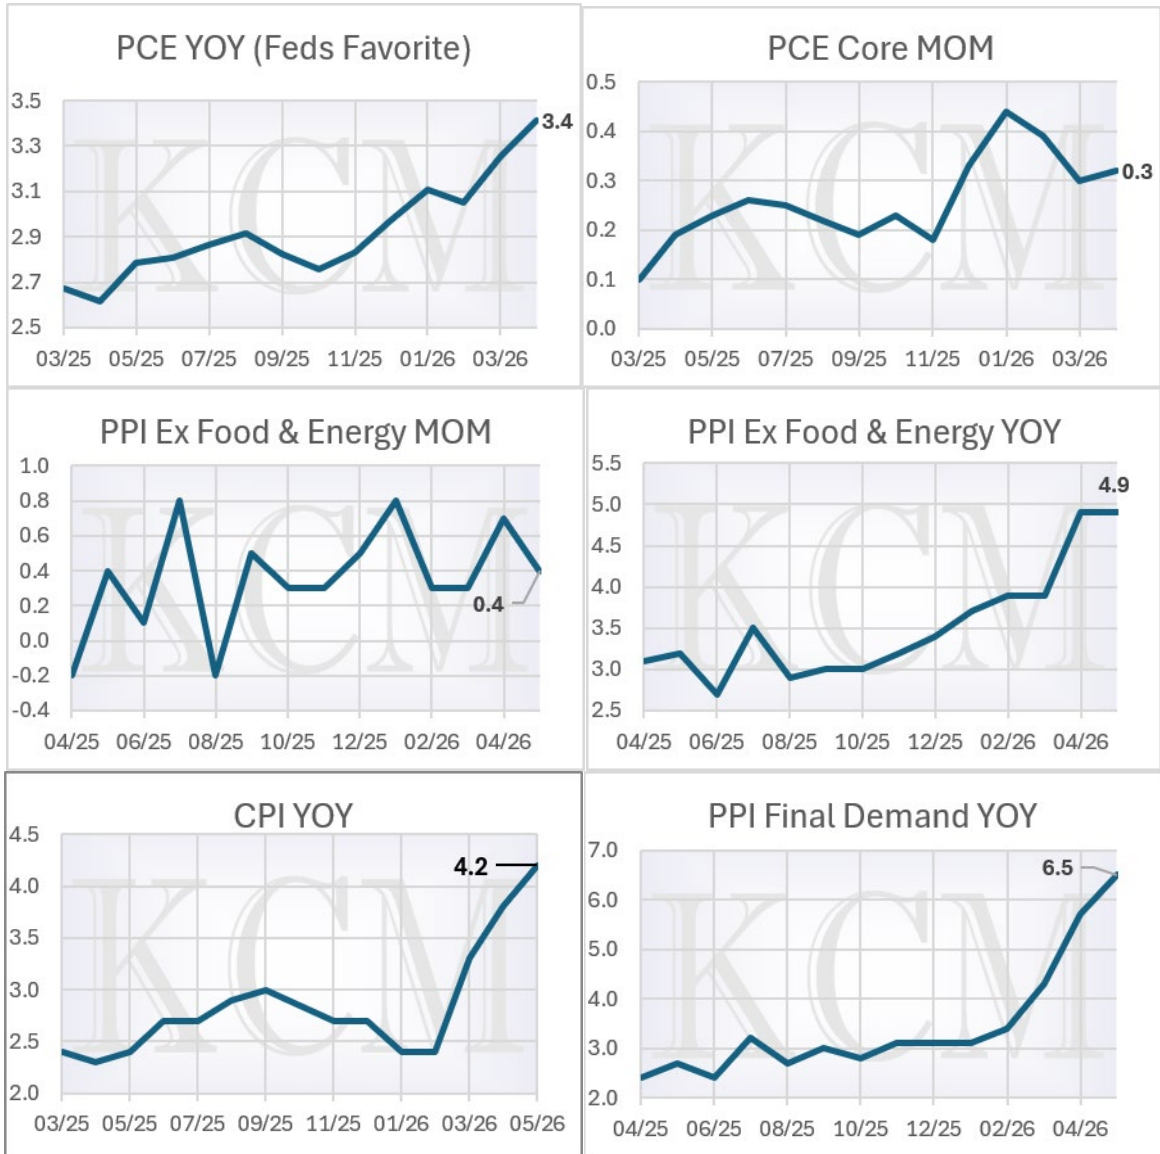 PCE YOY (Feds Favorite)
3.5
3.3
3.1
2.9
2.7
2.5
3.4
03/25 05/25 07/25 09/25 11/25 01/26 03/26
KCM
PCE Core MOM
0.5
0.4
0.3
0.2
0.1
0.0
0.3
03/25 05/25 07/25 09/25 11/25 01/26 03/26
KCM
PPI Ex Food & Energy MOM
1.0
0.8
0.6
0.4
0.2
0.0
-0.2
-0.4
0.4
04/25 06/25 08/25 10/25 12/25 02/26 04/26
KCM
PPI Ex Food & Energy YOY
5.5
5.0
4.5
4.0
3.5
3.0
2.5
4.9
04/25 06/25 08/25 10/25 12/25 02/26 04/26
KCM
CPI YOY
4.5
4.0
3.5
3.0
2.5
2.0
4.2
03/25 05/25 07/25 09/25 11/25 01/26 03/26 05/26
KCM
PPI Final Demand YOY
7.0
6.0
5.0
4.0
3.0
2.0
6.5
04/25 06/25 08/25 10/25 12/25 02/26 04/26
KCM